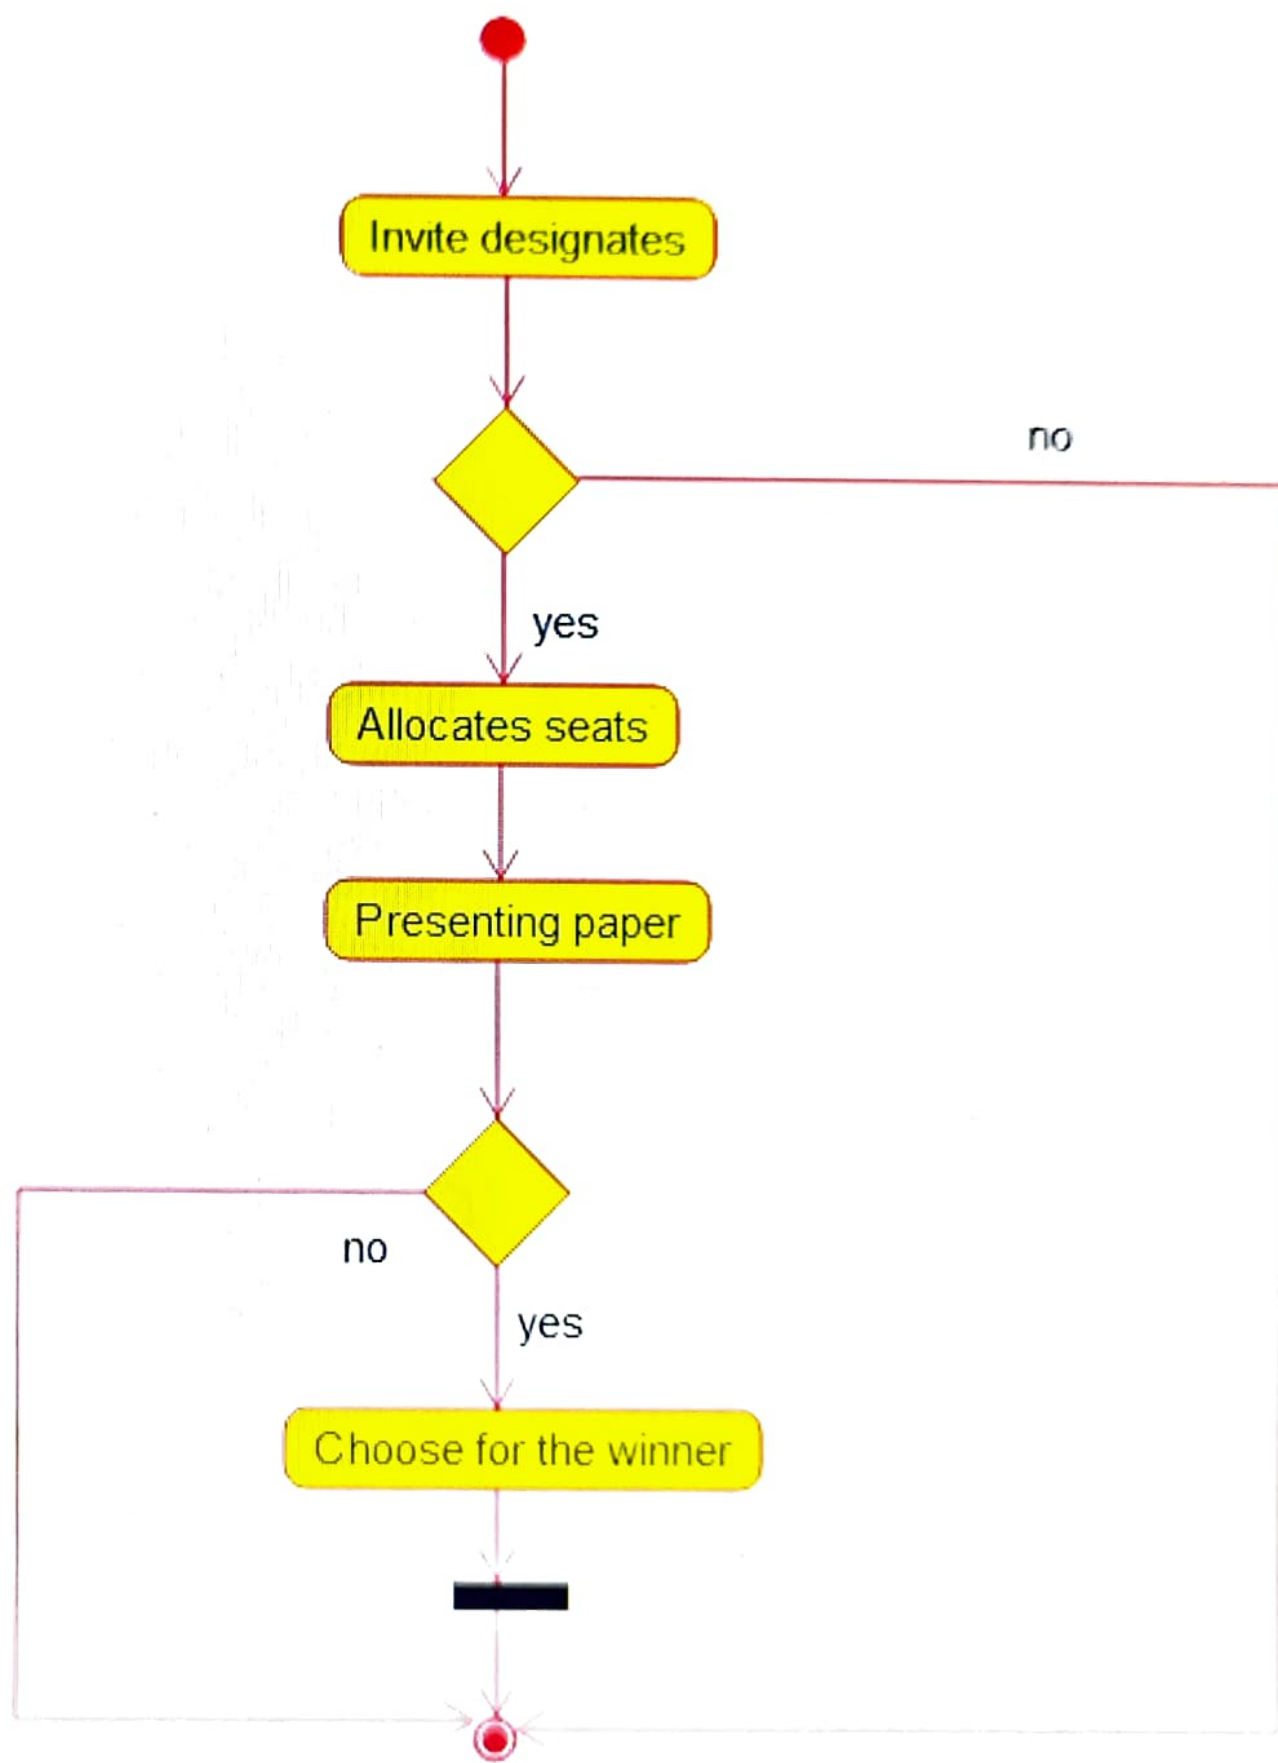 Invite designates
no
yes
Allocates seats
Presenting paper
no
yes
Choose for the winner